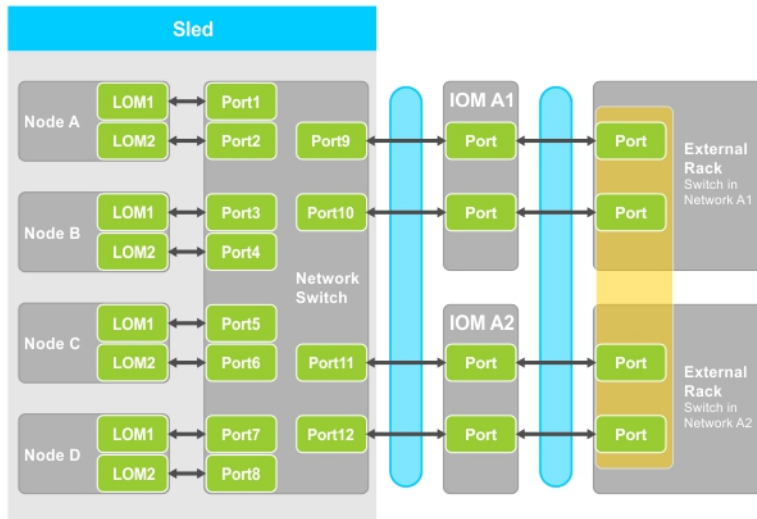 Sled
Node A
LOM1
LOM2
Port1
Port2
Node B
LOM1
LOM2
Port3
Port4
Node C
LOM1
LOM2
Port5
Port6
Node D
LOM1
LOM2
Port7
Port8
Port9
Port10
Network
Switch
Port11
Port12
IOM A1
Port
Port
IOM A2
Port
Port
Port
Port
External
Rack
Switch in
Network A1
Port
Port
External
Rack
Switch in
Network A2